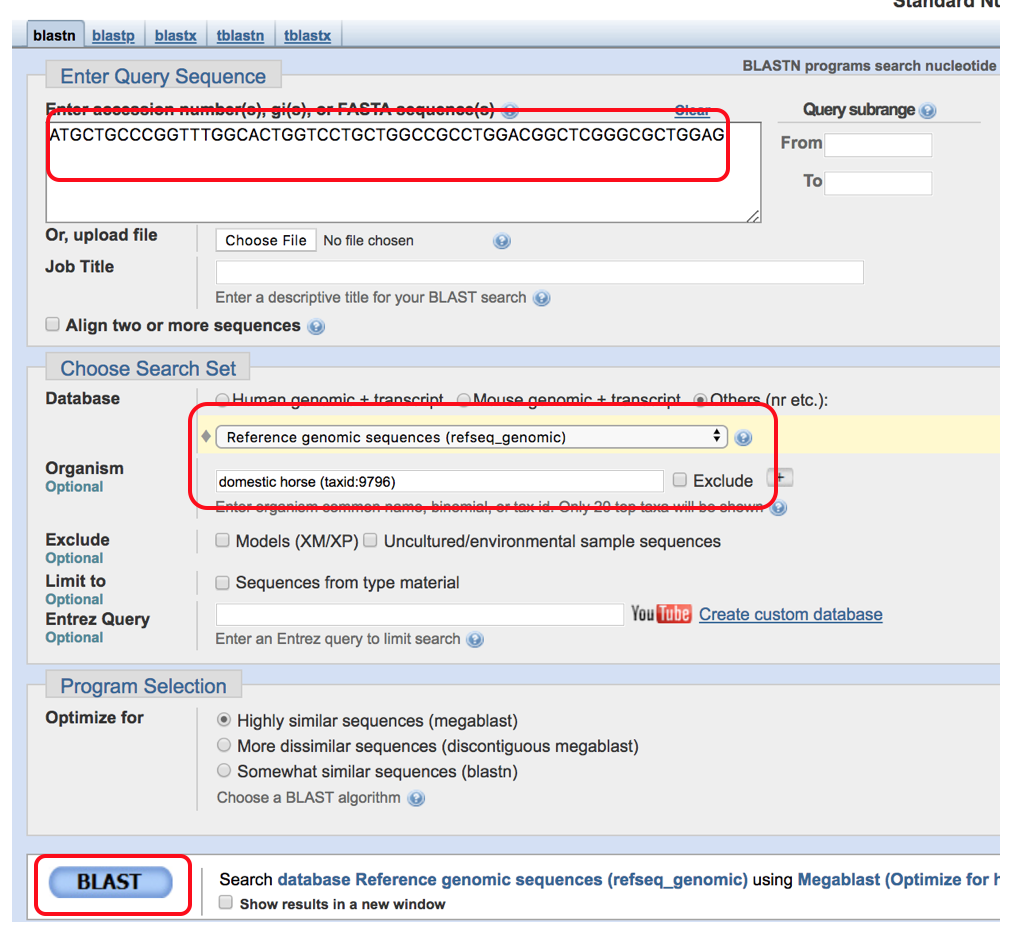 Standard Nu
blastn blastp blastx tblastn tblastx
BLASTN programs search nucleotide
Enter Query Sequence
Enter accession number(s), gi(s), or FASTA sequence(s) Clear Query subrange
ATGCTGCCCGGTTTGGCACTGGTCCTGCTGGCCGCCTGGACGGCTCGGGCGCTGGAG
From
To
Or, upload file Choose File No file chosen
Job Title
Enter a descriptive title for your BLAST search
Align two or more sequences
Choose Search Set
Database Human genomic + transcript Mouse genomic + transcript Others (nr etc.):
Reference genomic sequences (refseq_genomic)
Organism
Optional
domestic horse (taxid:9796) Exclude +
Enter organism common name, binomial, or tax id. Only 20 top taxa will be shown
Exclude
Optional
Models (XM/XP) Uncultured/environmental sample sequences
Limit to
Optional
Sequences from type material
Entrez Query
Optional
YouTube Create custom database
Enter an Entrez query to limit search
Program Selection
Optimize for
Highly similar sequences (megablast)
More dissimilar sequences (discontiguous megablast)
Somewhat similar sequences (blastn)
Choose a BLAST algorithm
BLAST
Search database Reference genomic sequences (refseq_genomic) using Megablast (Optimize for h
Show results in a new window